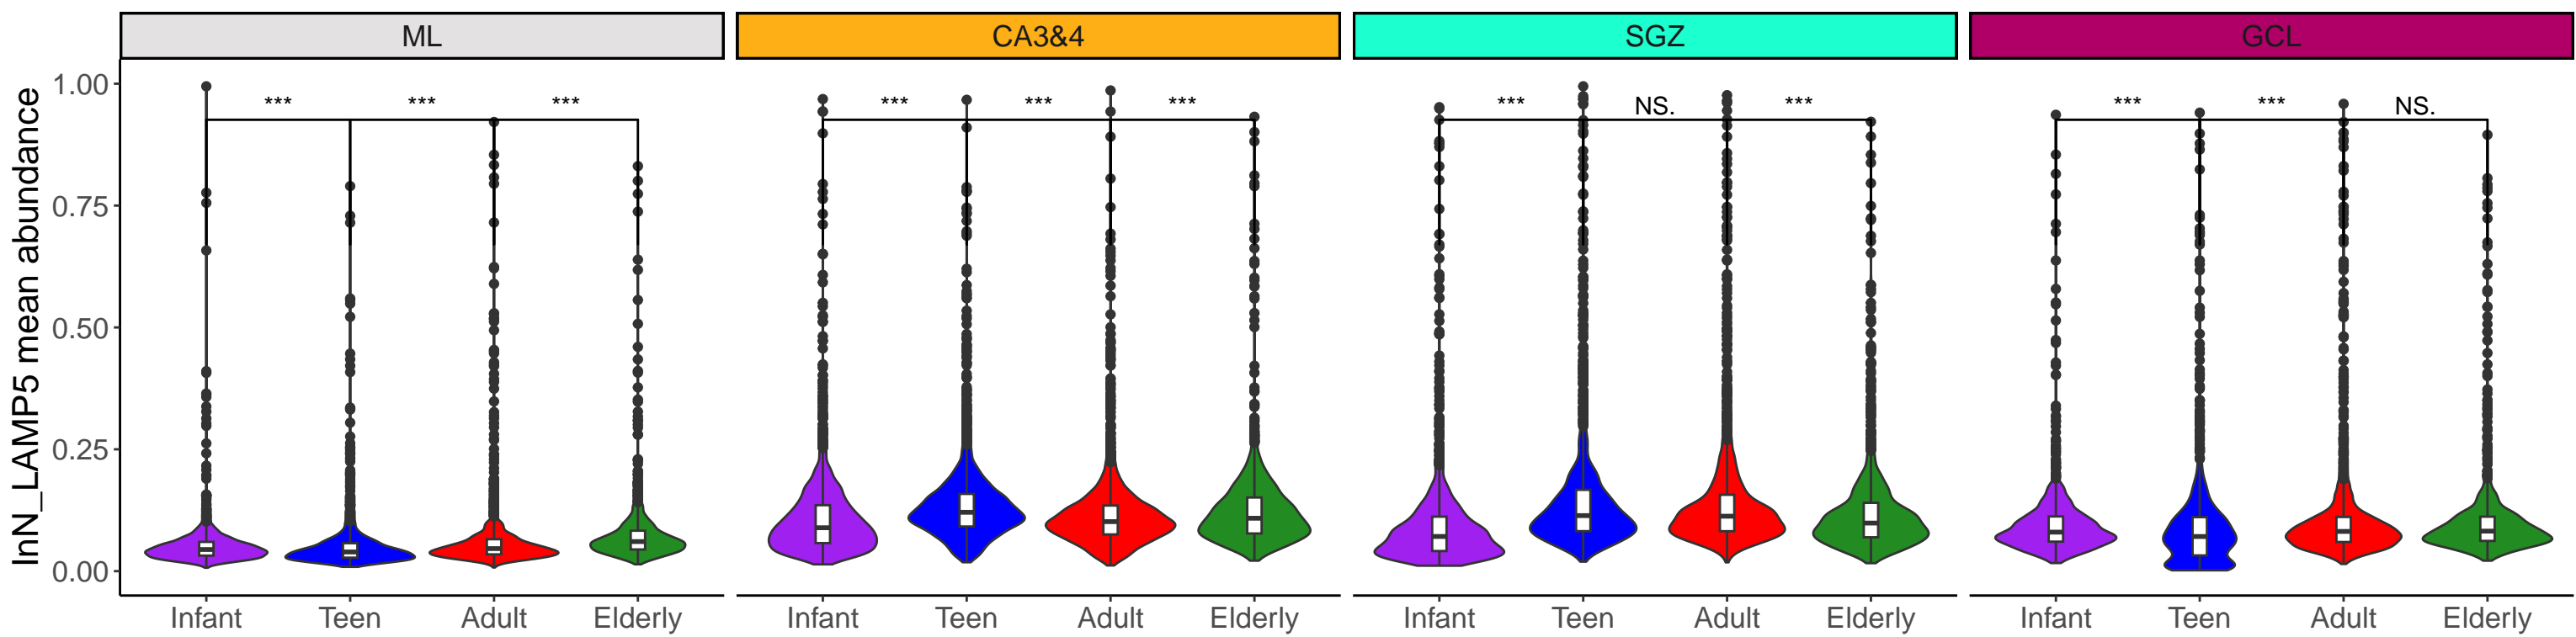 ML CA3&4 SGZ GCL
InN_LAMP5 mean abundance
1.00
0.75
0.50
0.25
0.00
*** *** ***
*** *** ***
*** NS. ***
*** *** NS.
Infant Teen Adult Elderly
Infant Teen Adult Elderly
Infant Teen Adult Elderly
Infant Teen Adult Elderly